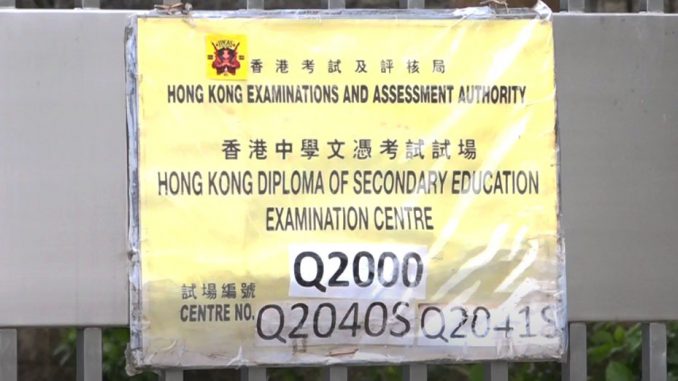 香港考試及評核局
HONG KONG EXAMINATIONS AND ASSESSMENT AUTHORITY
香港中學文憑考試試場
HONG KONG DIPLOMA OF SECONDARY EDUCATION
EXAMINATION CENTRE
Q2000
試場編號
CENTRE NO. Q2040S Q2041S